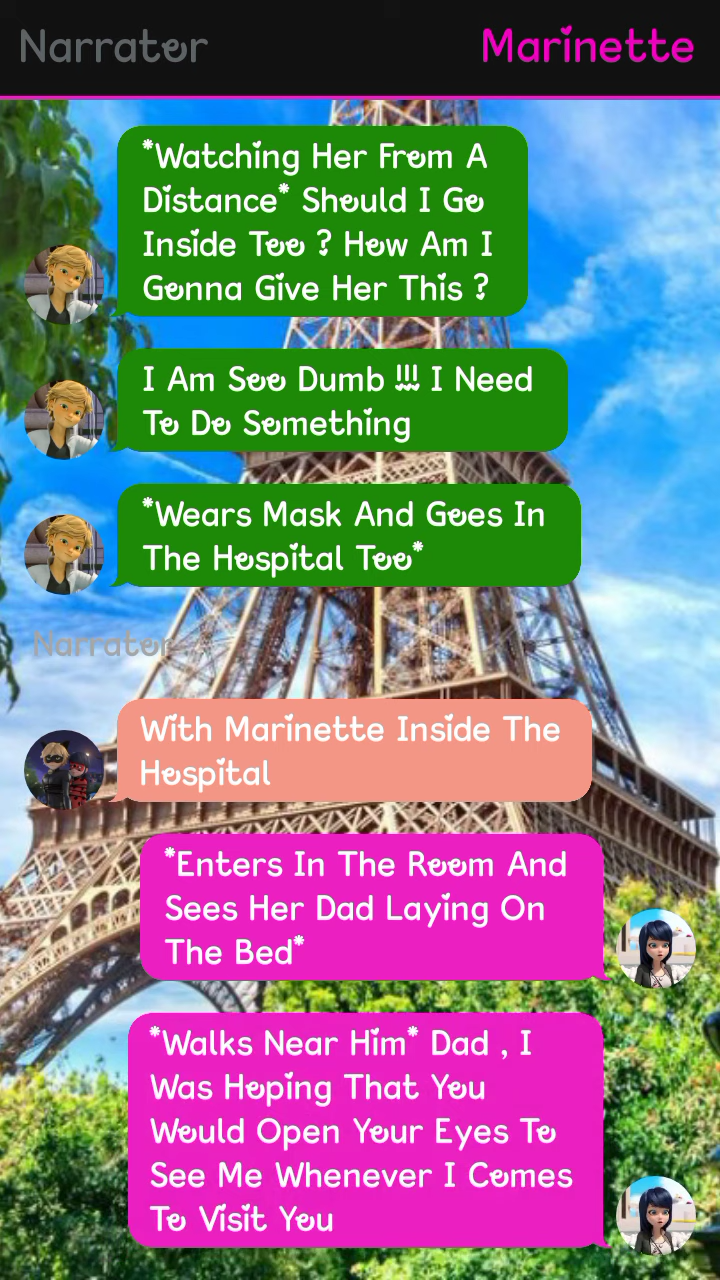 Narrator
Marinette
*Watching Her From A
Distance* Should I Go
Inside Too ? How Am I
Gonna Give Her This ?
I Am Soo Dumb !!! I Need
To Do Something
*Wears Mask And Goes In
The Hospital Too*
Narrator
With Marinette Inside The
Hospital
*Enters In The Room And
Sees Her Dad Laying On
The Bed*
*Walks Near Him* Dad , I
Was Hoping That You
Would Open Your Eyes To
See Me Whenever I Comes
To Visit You